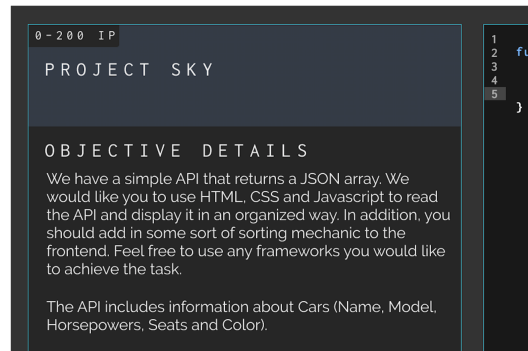 0-200 IP
PROJECT SKY
OBJECTIVE DETAILS
We have a simple API that returns a JSON array. We
would like you to use HTML, CSS and Javascript to read
the API and display it in an organized way. In addition, you
should add in some sort of sorting mechanic to the
frontend. Feel free to use any frameworks you would like
to achieve the task.
The API includes information about Cars (Name, Model,
Horsepowers, Seats and Color).
1
2 fu
3
4
5
}